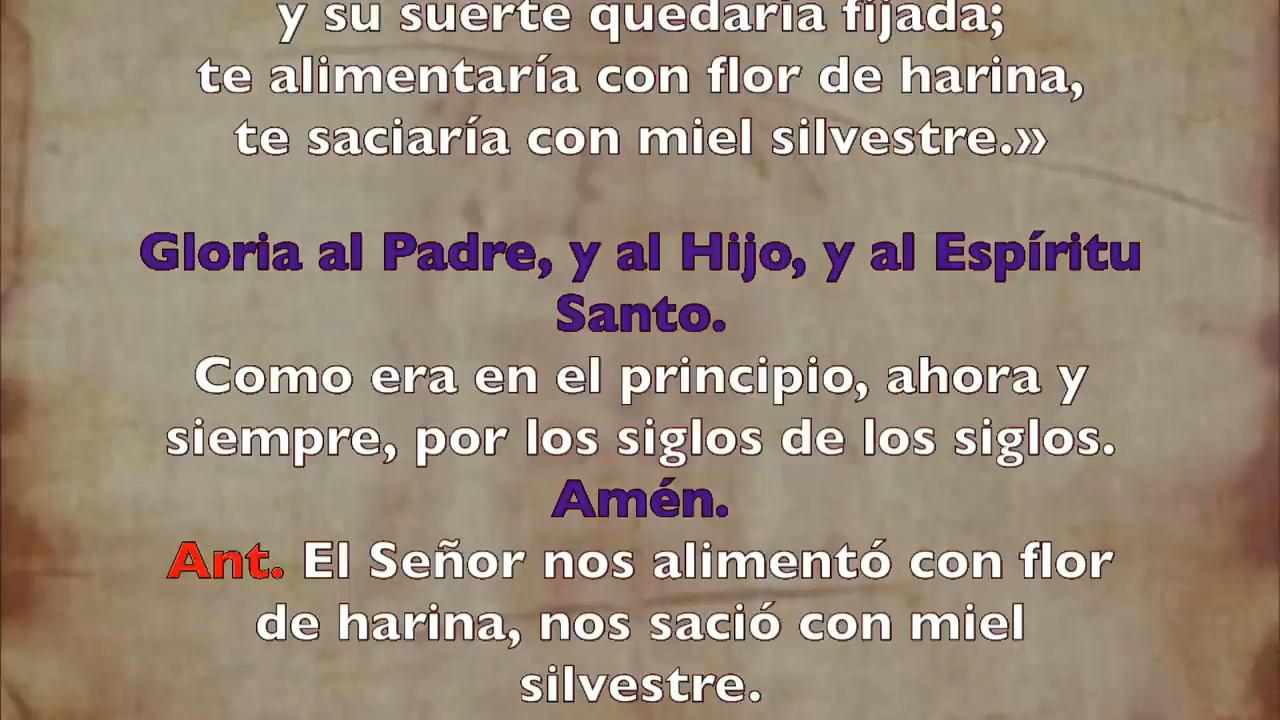 y su suerte quedaría fijada;
te alimentaría con flor de harina,
te saciaría con miel silvestre.»
Gloria al Padre, y al Hijo, y al Espíritu
Santo.
Como era en el principio, ahora y
siempre, por los siglos de los siglos.
Amén.
Ant. El Señor nos alimentó con flor
de harina, nos sació con miel
silvestre.